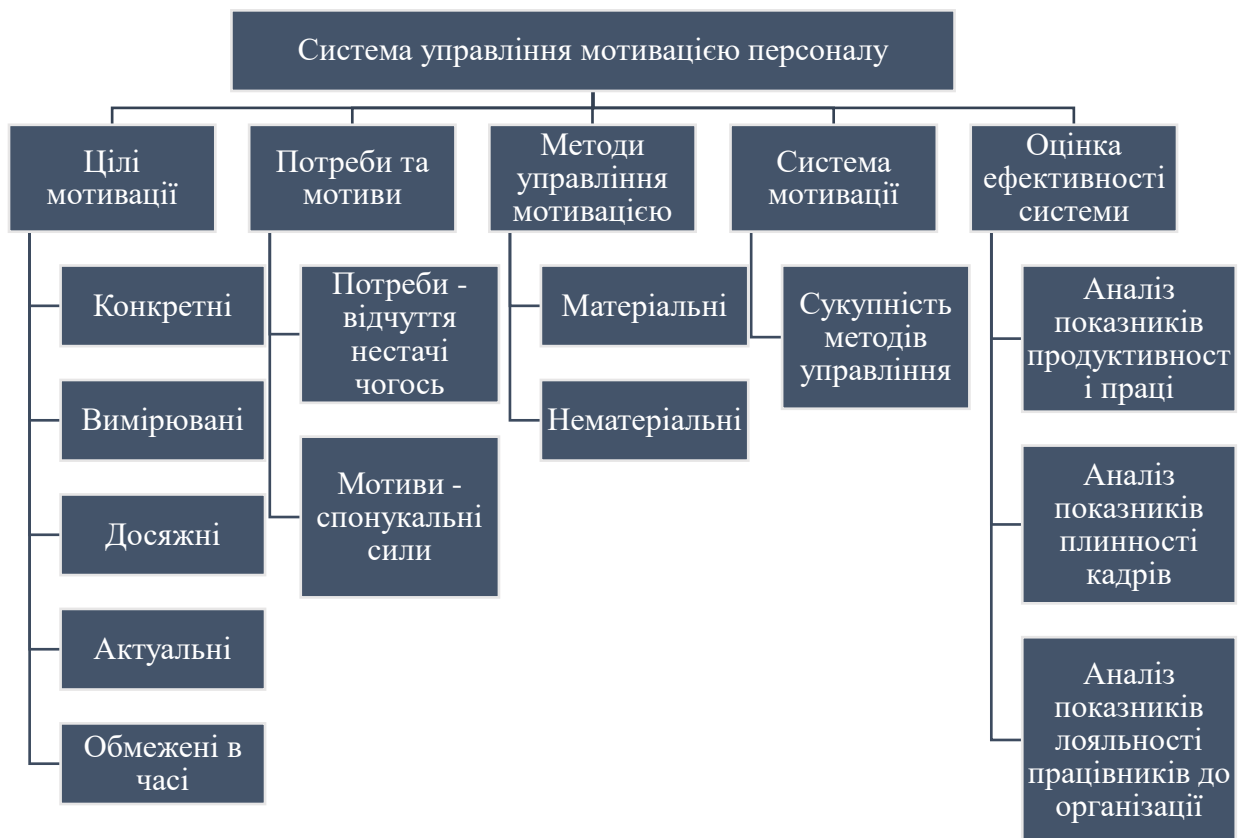 Система управління мотивацією персоналу
Цілі
мотивації
Конкретні
Вимірювані
Досяжні
Актуальні
Обмежені в
часі
Потреби та
мотиви
Потреби -
відчуття
нестачі
чогось
Мотиви -
спонукальні
сили
Методи
управління
мотивацією
Матеріальні
Нематеріальні
Система
мотивації
Сукупність
методів
управління
Оцінка
ефективності
системи
Аналіз
показників
продуктивност
і праці
Аналіз
показників
плинності
кадрів
Аналіз
показників
лояльності
працівників до
організації